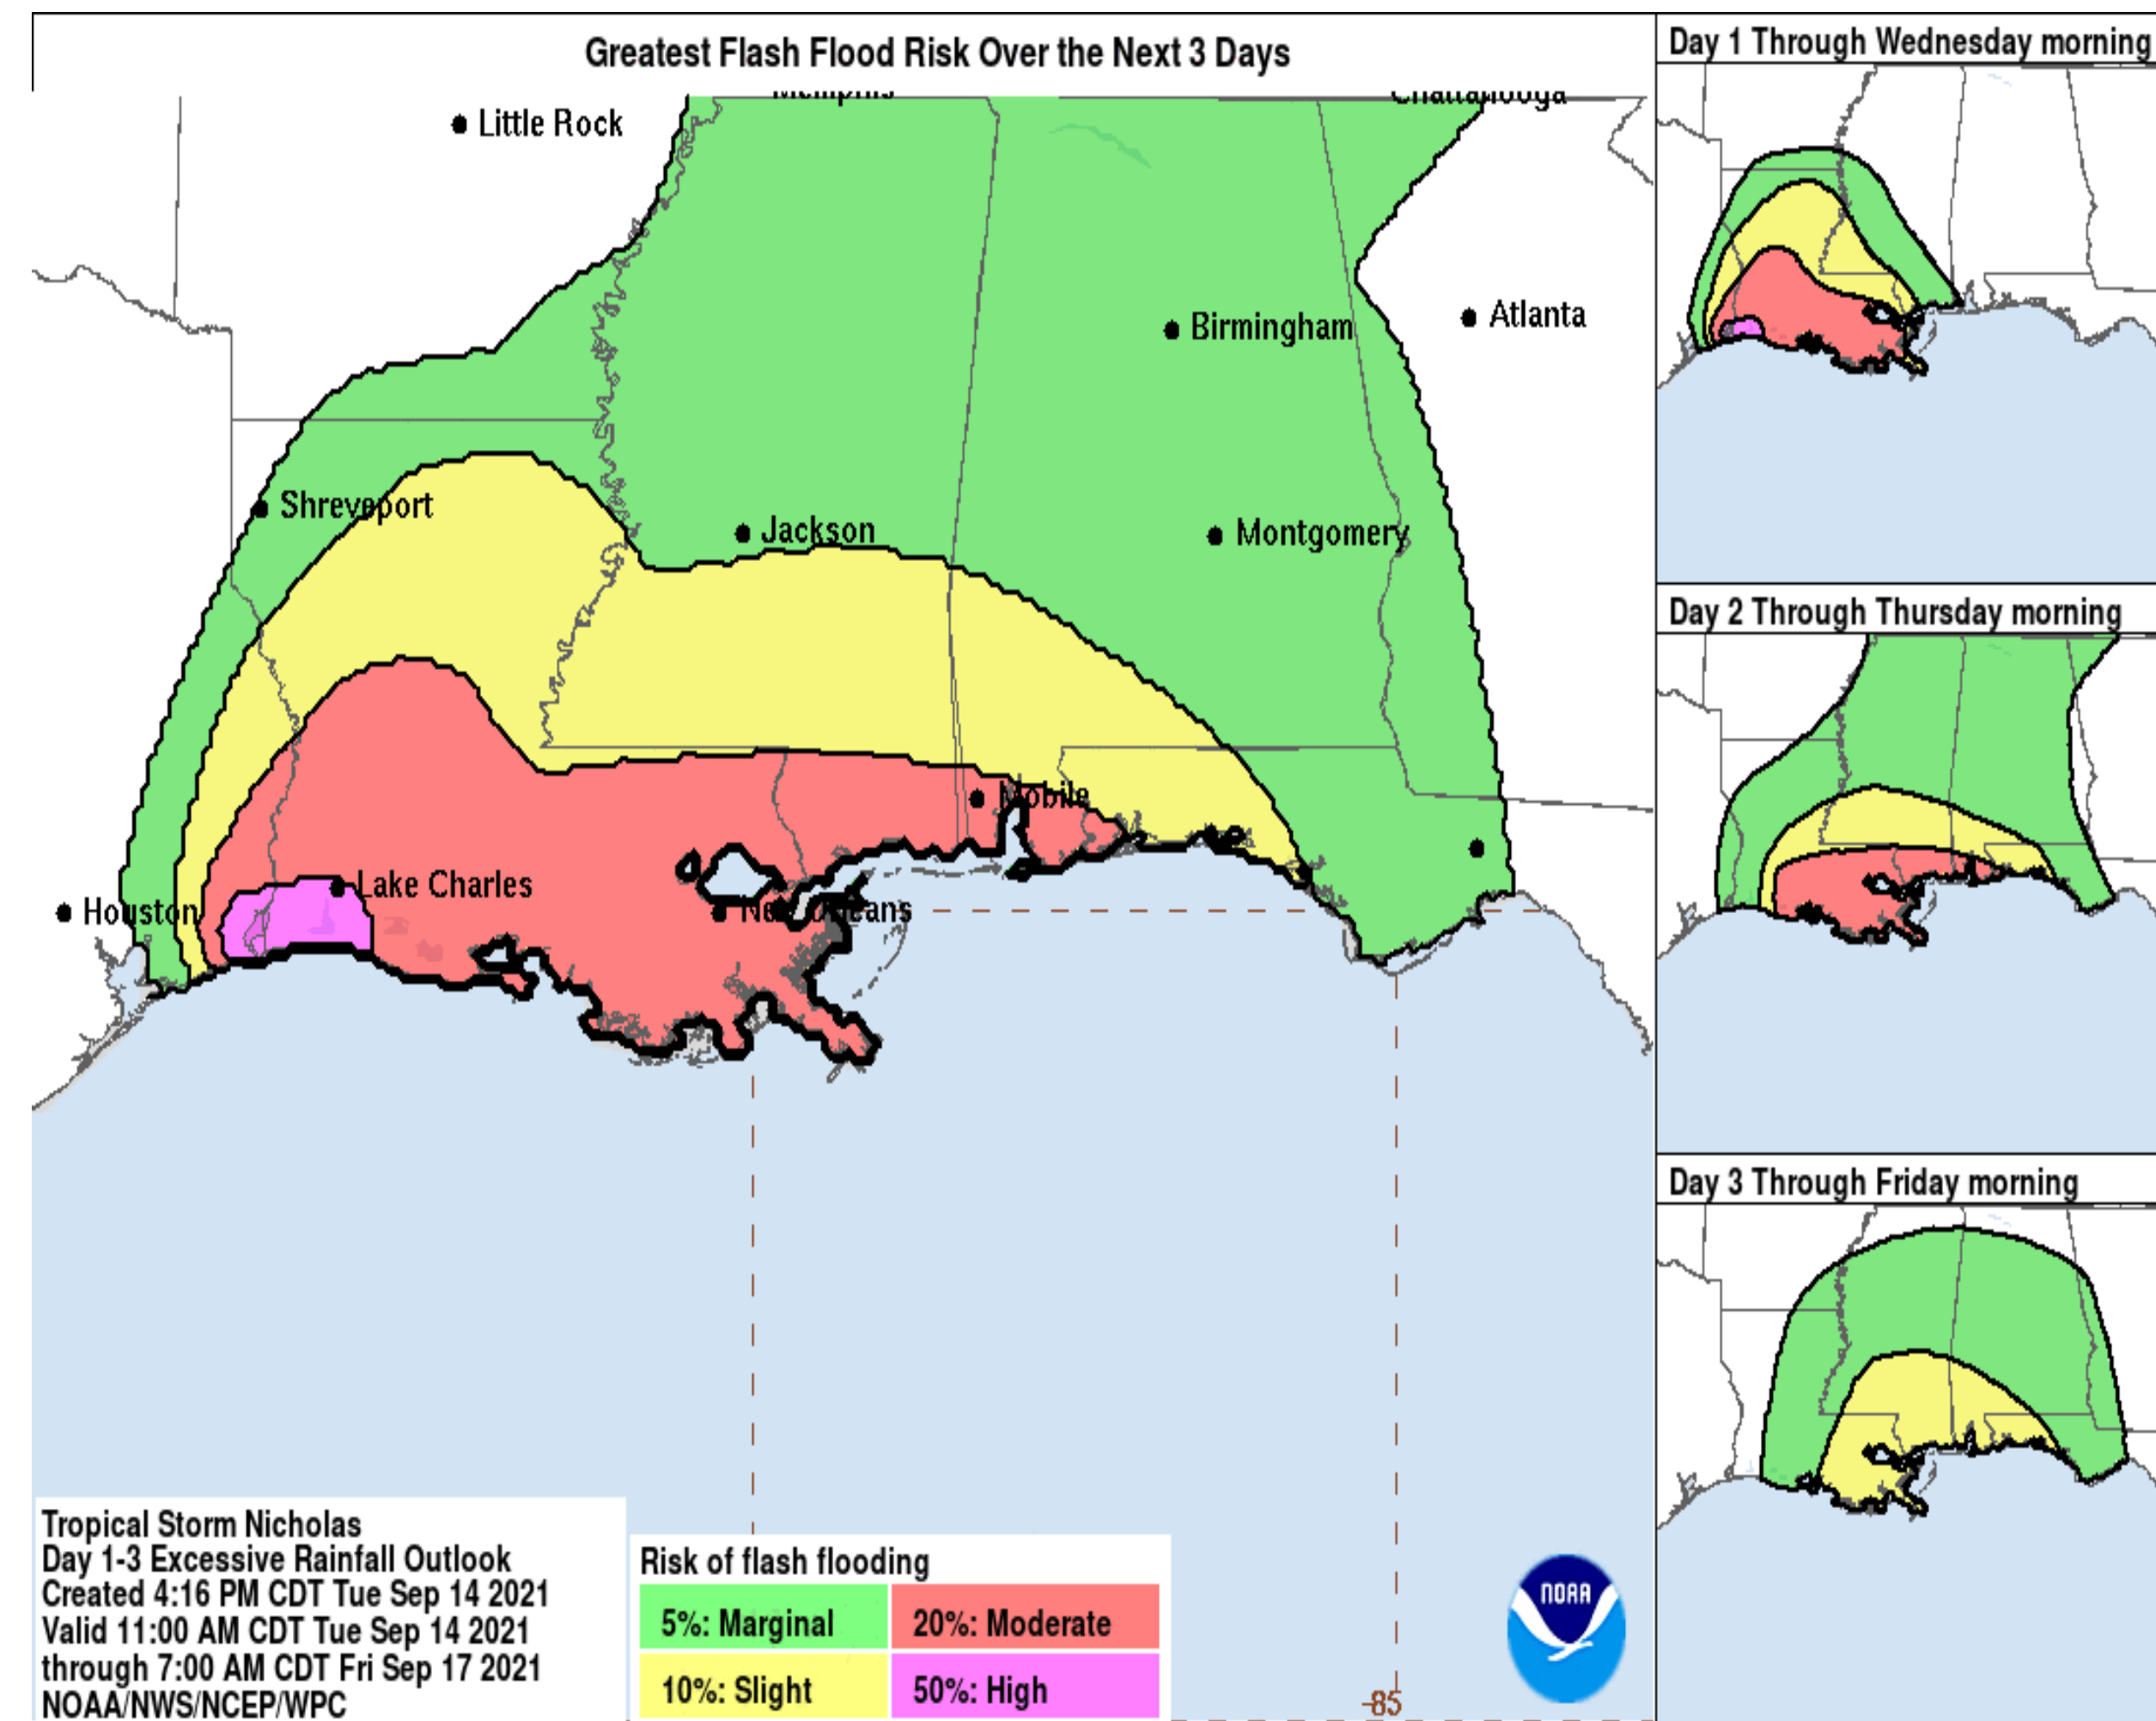 Greatest Flash Flood Risk Over the Next 3 Days
Memphis
Chattanooga
Little Rock
Birmingham
Atlanta
Shreveport
Jackson
Montgomery
Mobile
Lake Charles
Houston
New Orleans
-85
Tropical Storm Nicholas
Day 1-3 Excessive Rainfall Outlook
Created 4:16 PM CDT Tue Sep 14 2021
Valid 11:00 AM CDT Tue Sep 14 2021
through 7:00 AM CDT Fri Sep 17 2021
NOAA/NWS/NCEP/WPC
Risk of flash flooding
5%: Marginal
20%: Moderate
10%: Slight
50%: High
NOAA
Day 1 Through Wednesday morning
Day 2 Through Thursday morning
Day 3 Through Friday morning